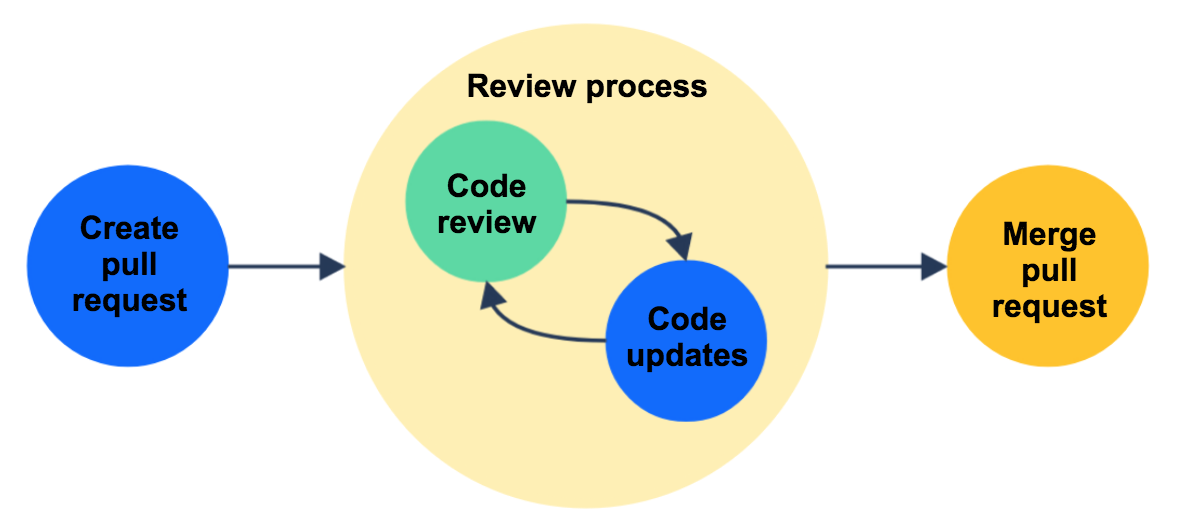 Review process
Create
pull
request
Code
review
Code
updates
Merge
pull
request